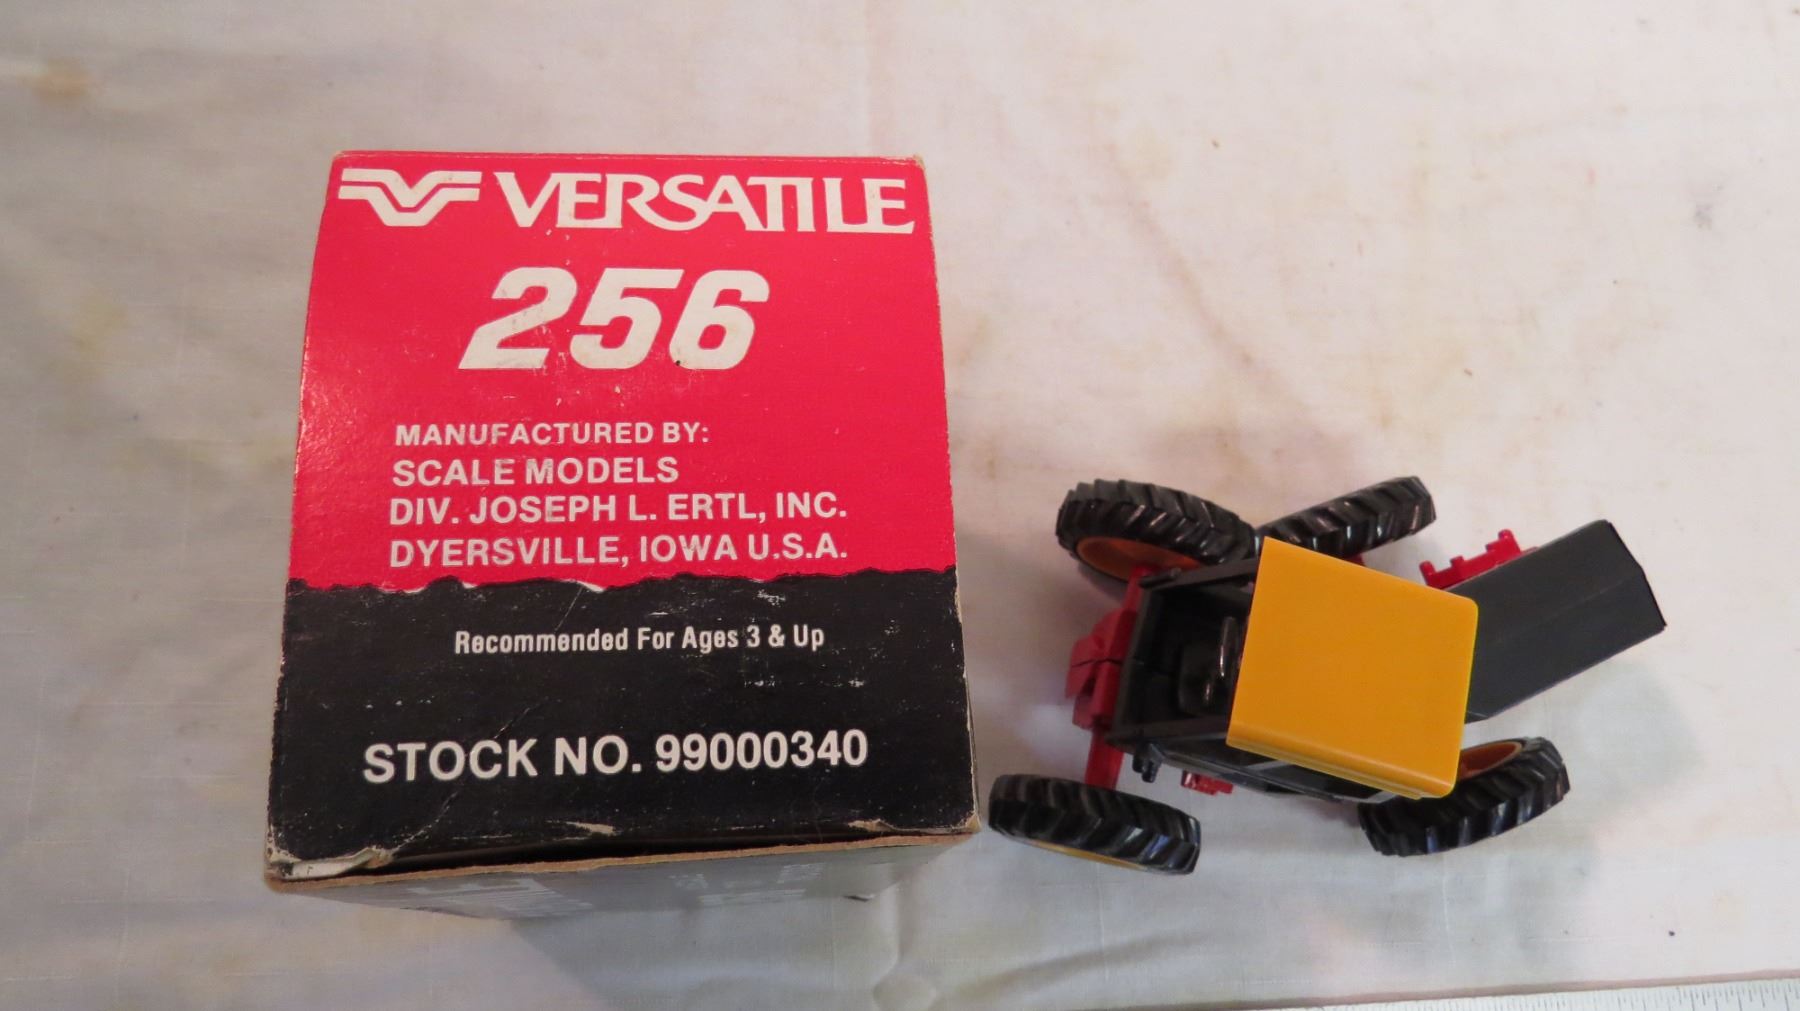 VERSATILE
256
MANUFACTURED BY:
SCALE MODELS
DIV. JOSEPH L. ERTL, INC.
DYERSVILLE, IOWA U.S.A.
Recommended For Ages 3 & Up
STOCK NO. 99000340